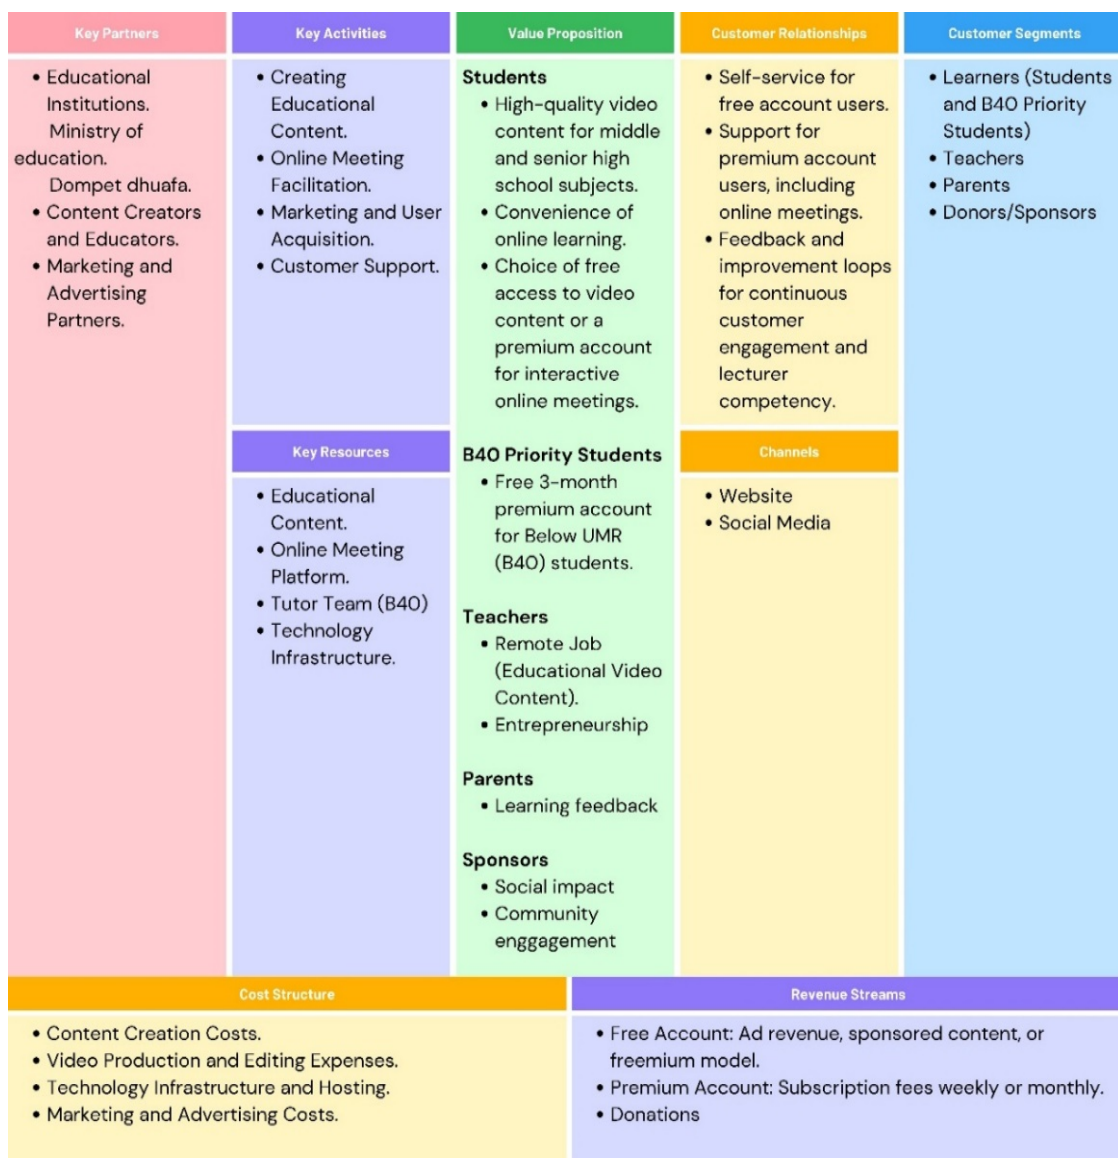 Key Partners
Educational
Institutions.
Ministry of
education.
Dompet dhuafa.
Content Creators
and Educators.
Marketing and
Advertising
Partners.
Key Activities
Creating
Educational
Content.
Online Meeting
Facilitation.
Marketing and User
Acquisition.
Customer Support.
Key Resources
Educational
Content.
Online Meeting
Platform.
Tutor Team (B40)
Technology
Infrastructure.
Value Proposition
Students
High-quality video
content for middle
and senior high
school subjects.
Convenience of
online learning.
Choice of free
access to video
content or a
premium account
for interactive
online meetings.
B40 Priority Students
Free 3-month
premium account
for Below UMR
(B40) students.
Teachers
Remote Job
(Educational Video
Content).
Entrepreneurship
Parents
Learning feedback
Sponsors
Social impact
Community
enggagement
Customer Relationships
Self-service for
free account users.
Support for
premium account
users, including
online meetings.
Feedback and
improvement loops
for continuous
customer
engagement and
lecturer
competency.
Channels
Website
Social Media
Customer Segments
Learners (Students
and B40 Priority
Students)
Teachers
Parents
Donors/Sponsors
Cost Structure
Content Creation Costs.
Video Production and Editing Expenses.
Technology Infrastructure and Hosting.
Marketing and Advertising Costs.
Revenue Streams
Free Account: Ad revenue, sponsored content, or
freemium model.
Premium Account: Subscription fees weekly or monthly.
Donations